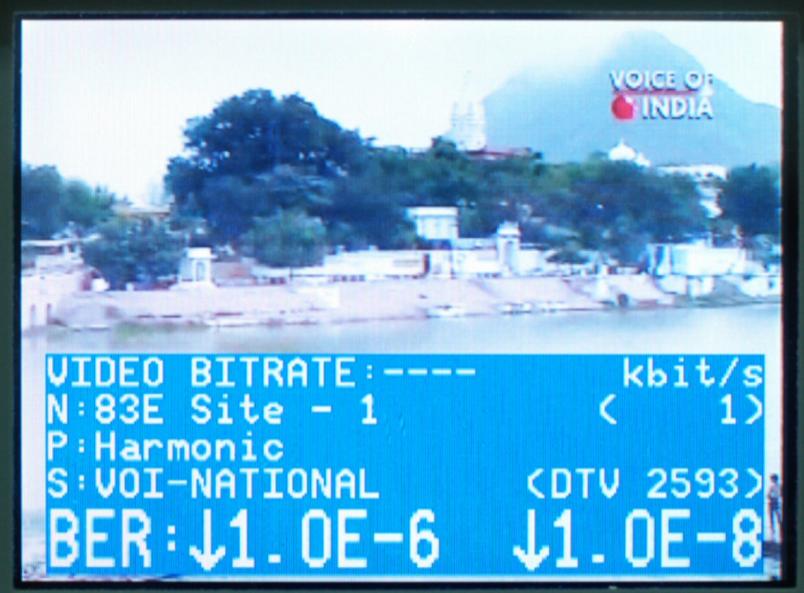 VOICE OF
INDIA
VIDEO BITRATE:---- kbit/s
N:83E Site - 1 ( 1)
P:Harmonic
S:VOI-NATIONAL (DTV 2593)
BER:↓1.0E-6 ↓1.0E-8